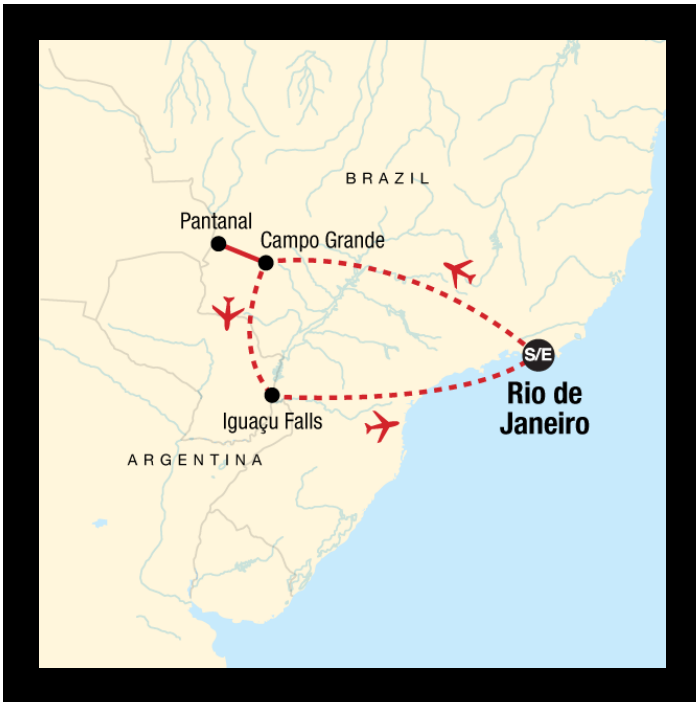 BRAZIL
Pantanal
Campo Grande
S/E
Rio de
Janeiro
Iguaçu Falls
ARGENTINA